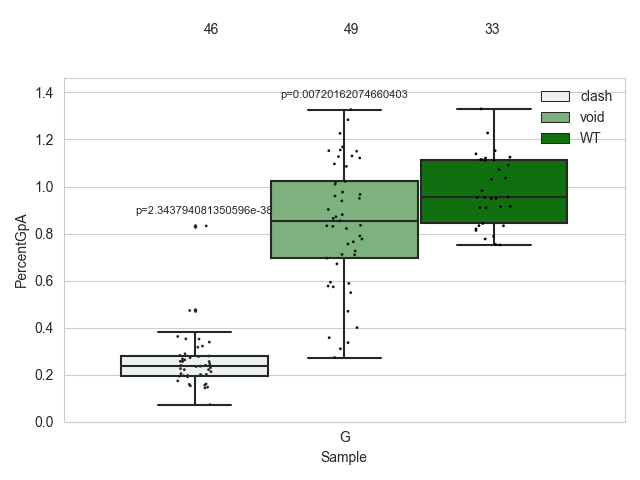 46 49 33
1.4
1.2
1.0
0.8
0.6
0.4
0.2
0.0
PercentGpA
p=2.343794081350596e-38
p=0.00720162074660403
clash
void
WT
G
Sample